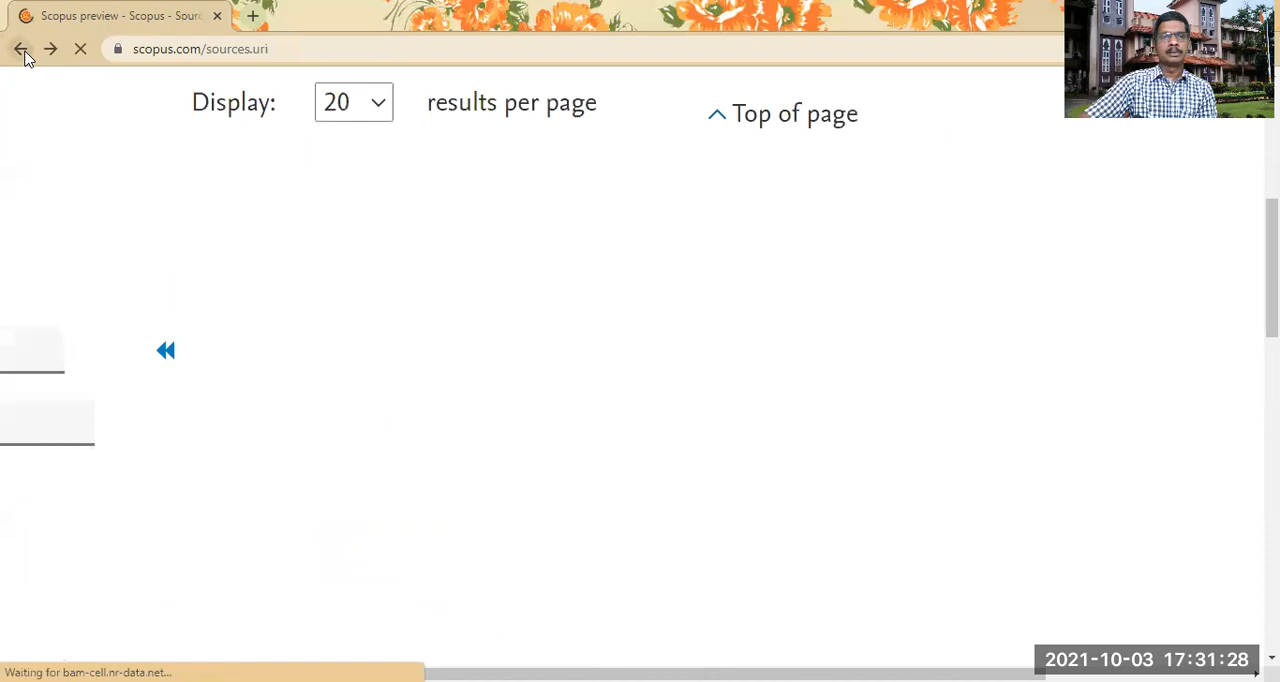 Scopus preview - Scopus - Sour
scopus.com/sources.uri
Display: 20 results per page
Top of page
Waiting for bam-cell.nr-data.net...
2021-10-03 17:31:28